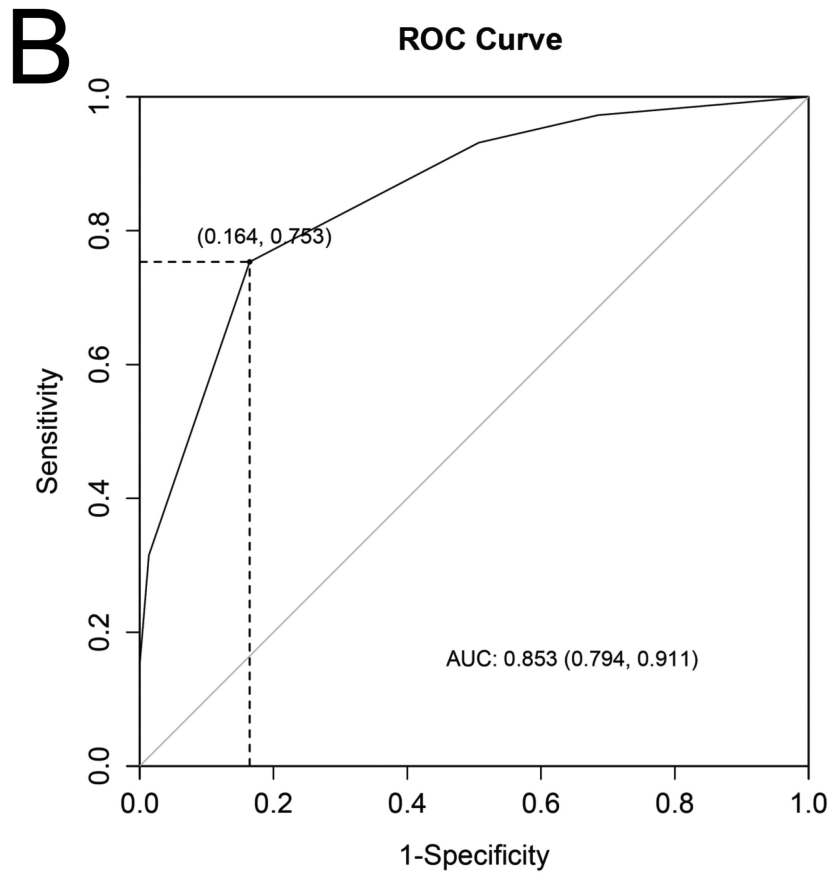 B
ROC Curve
1.0
0.8
0.6
0.4
0.2
0.0
Sensitivity
(0.164, 0.753)
AUC: 0.853 (0.794, 0.911)
0.0 0.2 0.4 0.6 0.8 1.0
1-Specificity